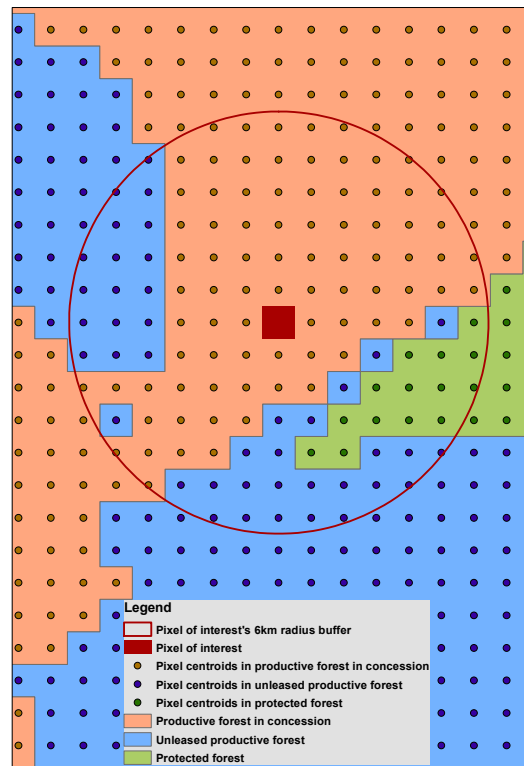 Legend
Pixel of interest's 6km radius buffer
Pixel of interest
Pixel centroids in productive forest in concession
Pixel centroids in unleased productive forest
Pixel centroids in protected forest
Productive forest in concession
Unleased productive forest
Protected forest